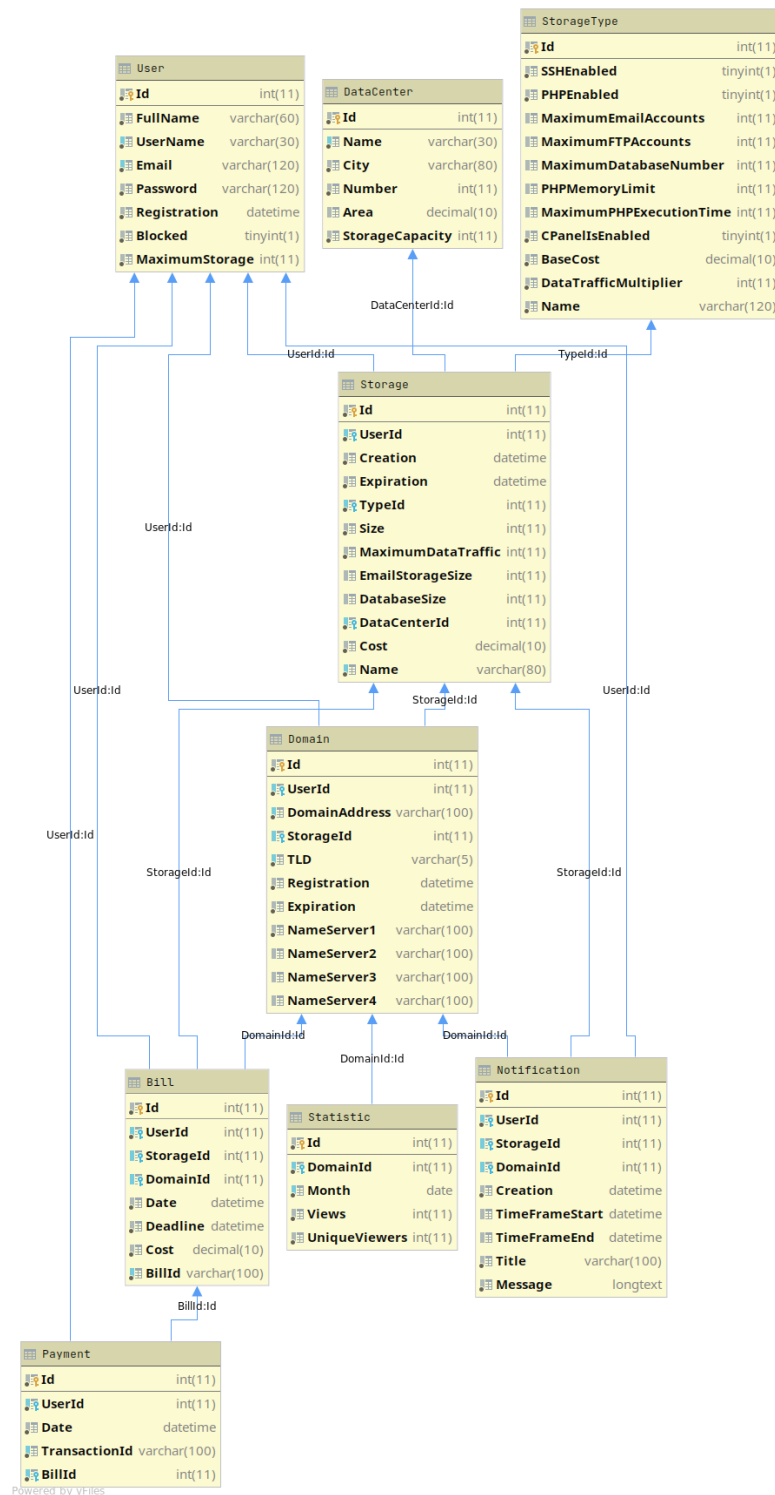 StorageType
Id int(11)
SSHEnabled tinyint(1)
PHPEnabled tinyint(1)
MaximumEmailAccounts int(11)
MaximumFTPAccounts int(11)
MaximumDatabaseNumber int(11)
PHPMemoryLimit int(11)
MaximumPHPExecutionTime int(11)
CPanelIsEnabled tinyint(1)
BaseCost decimal(10)
DataTrafficMultiplier int(11)
Name varchar(120)
User
Id int(11)
FullName varchar(60)
UserName varchar(30)
Email varchar(120)
Password varchar(120)
Registration datetime
Blocked tinyint(1)
MaximumStorage int(11)
DataCenter
Id int(11)
Name varchar(30)
City varchar(80)
Number int(11)
Area decimal(10)
StorageCapacity int(11)
DataCenterId:Id
UserId:Id
TypeId:Id
Storage
Id int(11)
UserId int(11)
Creation datetime
Expiration datetime
TypeId int(11)
Size int(11)
MaximumDataTraffic int(11)
EmailStorageSize int(11)
DatabaseSize int(11)
DataCenterId int(11)
Cost decimal(10)
Name varchar(80)
UserId:Id
UserId:Id
UserId:Id
StorageId:Id
Domain
Id int(11)
UserId int(11)
DomainAddress varchar(100)
StorageId int(11)
TLD varchar(5)
Registration datetime
Expiration datetime
NameServer1 varchar(100)
NameServer2 varchar(100)
NameServer3 varchar(100)
NameServer4 varchar(100)
UserId:Id
StorageId:Id
StorageId:Id
DomainId:Id
DomainId:Id
DomainId:Id
Bill
Id int(11)
UserId int(11)
StorageId int(11)
DomainId int(11)
Date datetime
Deadline datetime
Cost decimal(10)
BillId varchar(100)
Statistic
Id int(11)
DomainId int(11)
Month date
Views int(11)
UniqueViewers int(11)
Notification
Id int(11)
UserId int(11)
StorageId int(11)
DomainId int(11)
Creation datetime
TimeFrameStart datetime
TimeFrameEnd datetime
Title varchar(100)
Message longtext
BillId:Id
Payment
Id int(11)
UserId int(11)
Date datetime
TransactionId varchar(100)
BillId int(11)
Powered by yFiles